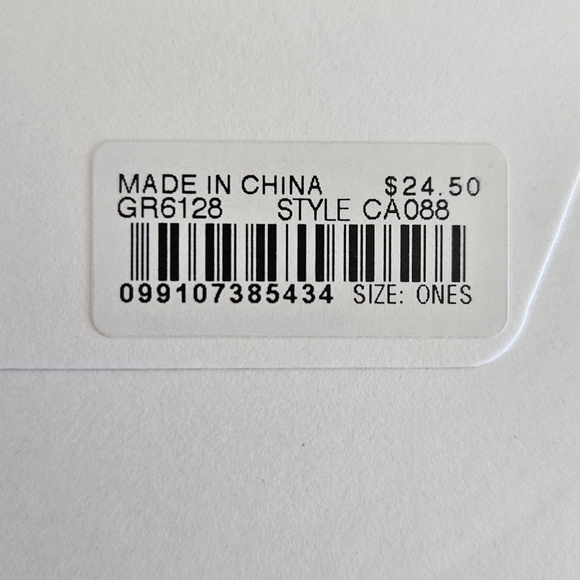 MADE IN CHINA $24.50
GR6128 STYLE CA088
099107385434 SIZE: ONES